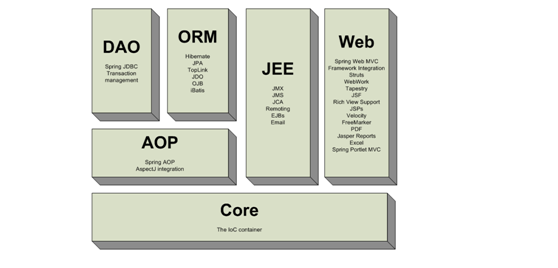 DAO
Spring JDBC
Transaction
management
ORM
Hibernate
JPA
TopLink
JDO
OJB
iBatis
JEE
JMX
JMS
JCA
Remoting
EJBs
Email
Web
Spring Web MVC
Framework Integration
Struts
WebWork
Tapestry
JSF
Rich View Support
JSPs
Velocity
FreeMarker
PDF
Jasper Reports
Excel
Spring Portlet MVC
AOP
Spring AOP
AspectJ integration
Core
The IoC container